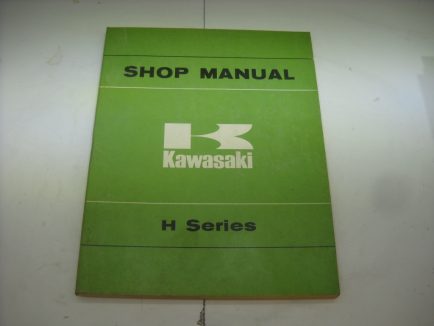 SHOP MANUAL
Kawasaki
H Series